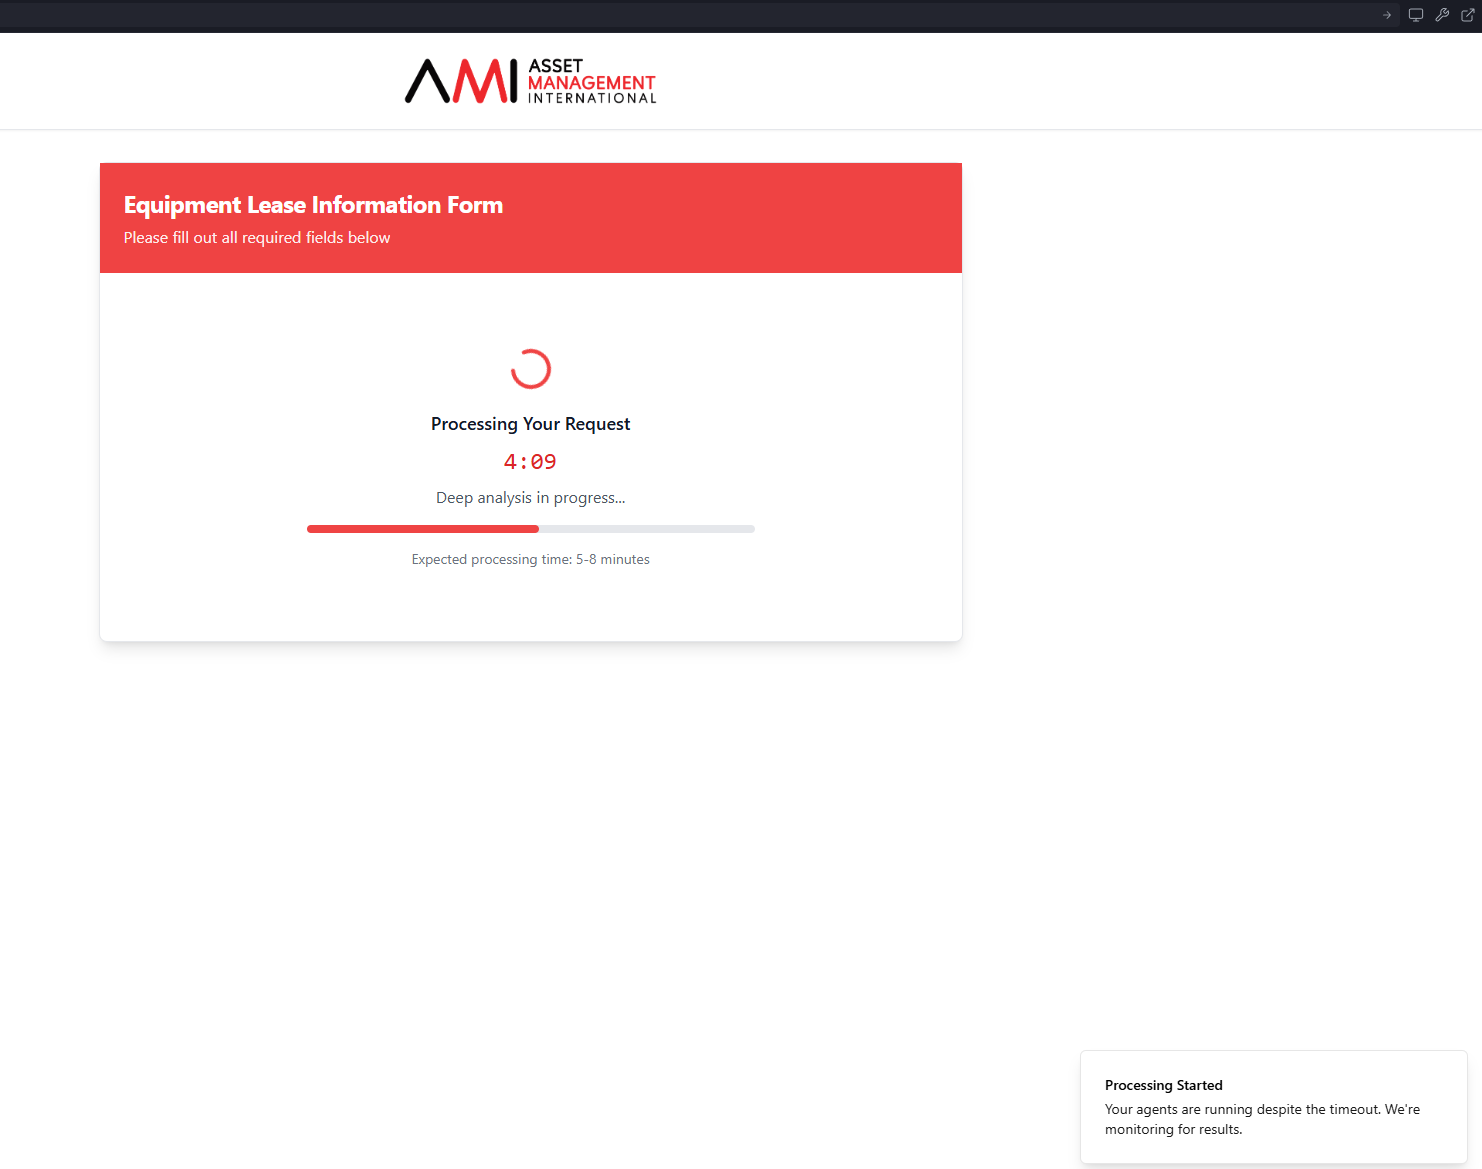 AMI
ASSET
MANAGEMENT
INTERNATIONAL
Equipment Lease Information Form
Please fill out all required fields below
Processing Your Request
4:09
Deep analysis in progress...
Expected processing time: 5-8 minutes
Processing Started
Your agents are running despite the timeout. We're
monitoring for results.